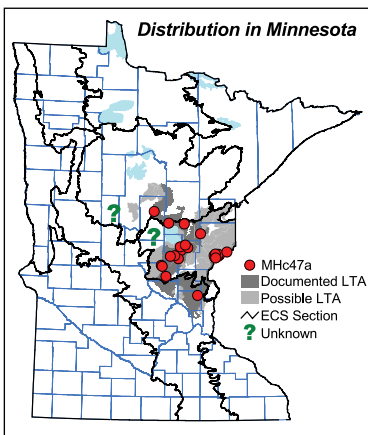 Distribution in Minnesota
?
?
MHc47a
Documented LTA
Possible LTA
ECS Section
? Unknown